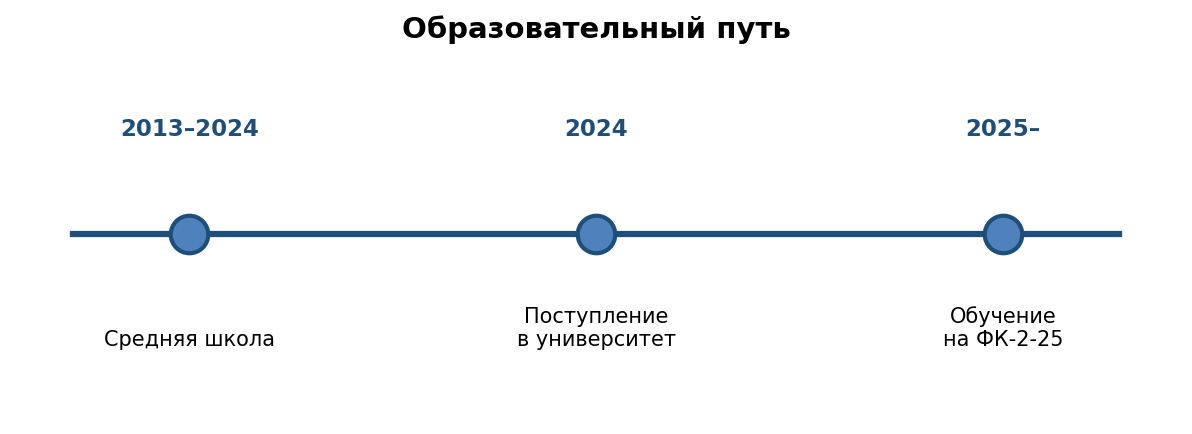 Образовательный путь
2013–2024
2024
2025–
Средняя школа
Поступление
в университет
Обучение
на ФК-2-25